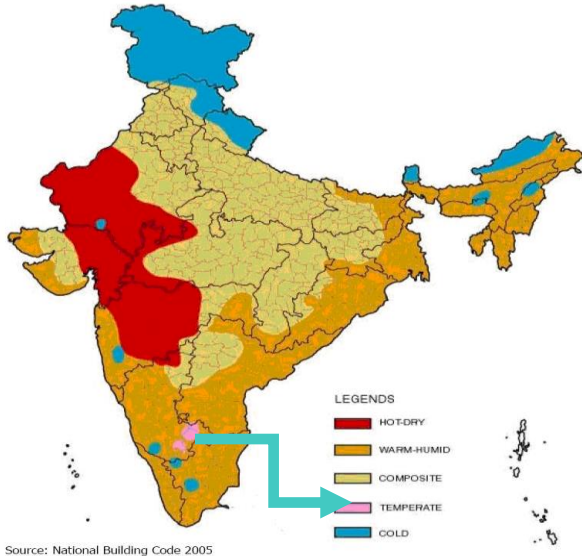 LEGENDS
HOT-DRY
WARM-HUMID
COMPOSITE
TEMPERATE
COLD
Source: National Building Code 2005